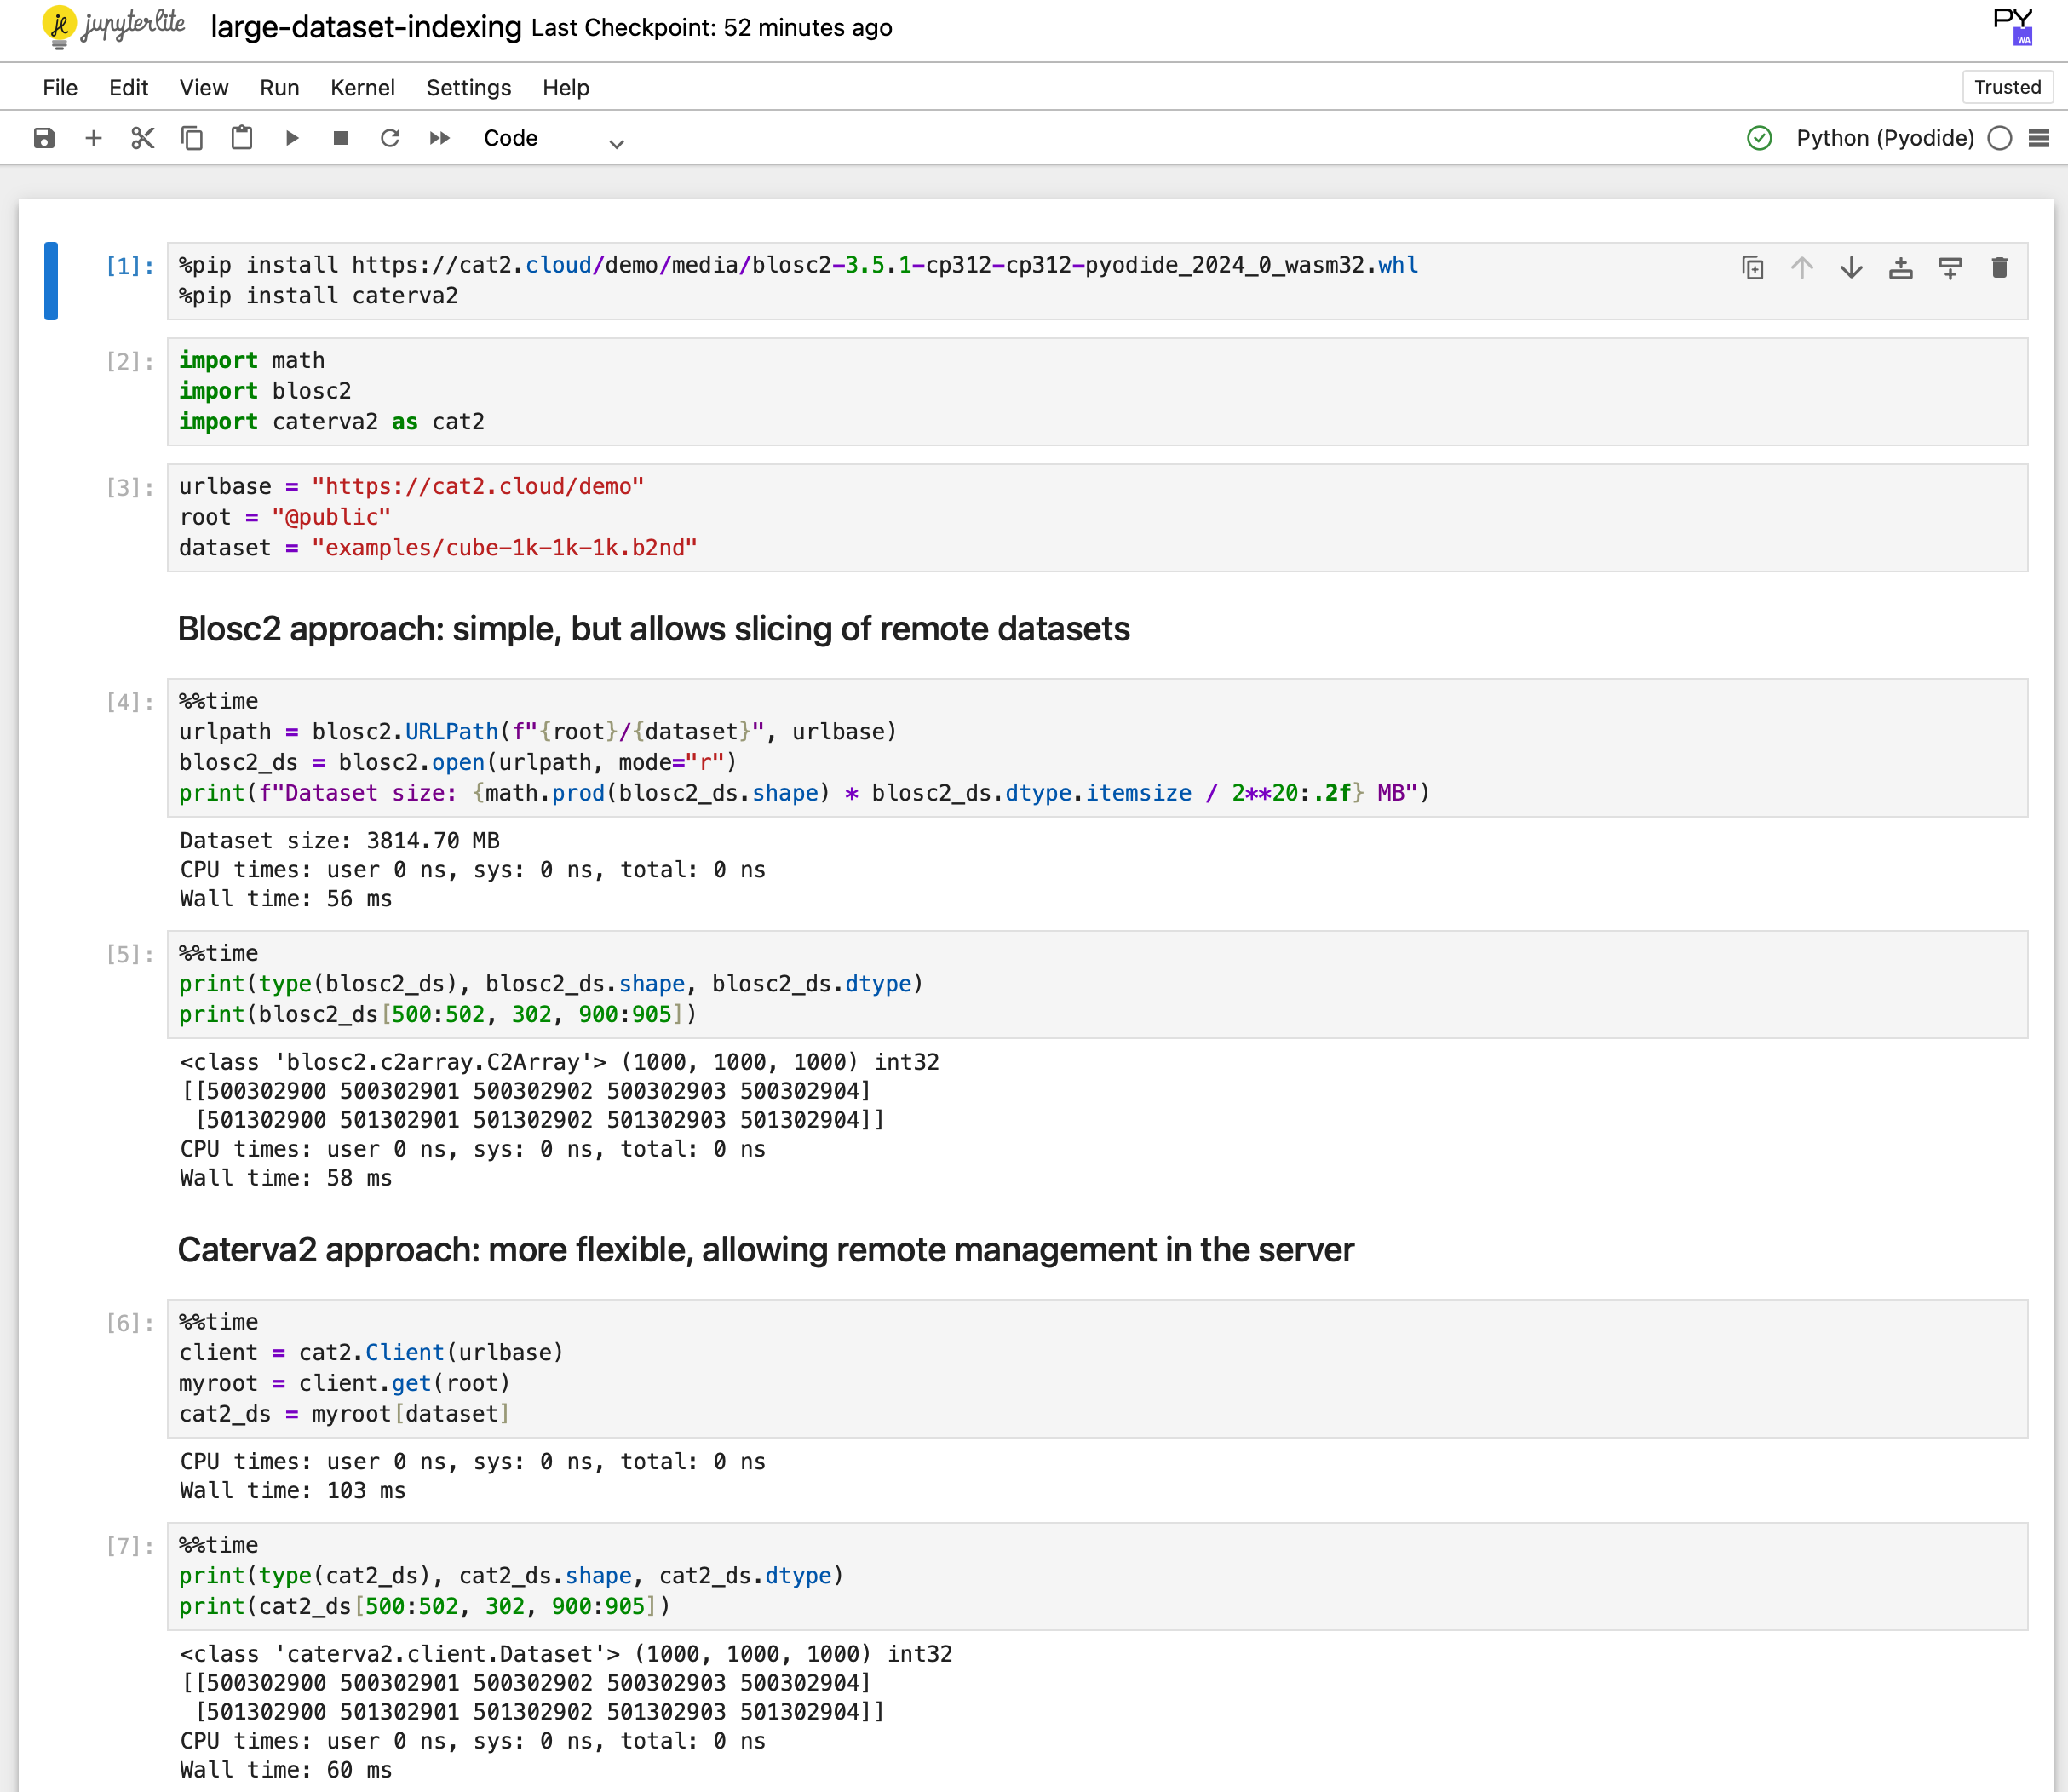 jupyterlite large-dataset-indexing Last Checkpoint: 52 minutes ago
PY
WA
File Edit View Run Kernel Settings Help Trusted
Code Python (Pyodide)
[1]: %pip install https://cat2.cloud/demo/media/blosc2-3.5.1-cp312-cp312-pyodide_2024_0_wasm32.whl
%pip install caterva2
[2]: import math
import blosc2
import caterva2 as cat2
[3]: urlbase = "https://cat2.cloud/demo"
root = "@public"
dataset = "examples/cube-1k-1k-1k.b2nd"
Blosc2 approach: simple, but allows slicing of remote datasets
[4]: %%time
urlpath = blosc2.URLPath(f"{root}/{dataset}", urlbase)
blosc2_ds = blosc2.open(urlpath, mode="r")
print(f"Dataset size: {math.prod(blosc2_ds.shape) * blosc2_ds.dtype.itemsize / 2**20:.2f} MB")
Dataset size: 3814.70 MB
CPU times: user 0 ns, sys: 0 ns, total: 0 ns
Wall time: 56 ms
[5]: %%time
print(type(blosc2_ds), blosc2_ds.shape, blosc2_ds.dtype)
print(blosc2_ds[500:502, 302, 900:905])
<class 'blosc2.c2array.C2Array'> (1000, 1000, 1000) int32
[[500302900 500302901 500302902 500302903 500302904]
[501302900 501302901 501302902 501302903 501302904]]
CPU times: user 0 ns, sys: 0 ns, total: 0 ns
Wall time: 58 ms
Caterva2 approach: more flexible, allowing remote management in the server
[6]: %%time
client = cat2.Client(urlbase)
myroot = client.get(root)
cat2_ds = myroot[dataset]
CPU times: user 0 ns, sys: 0 ns, total: 0 ns
Wall time: 103 ms
[7]: %%time
print(type(cat2_ds), cat2_ds.shape, cat2_ds.dtype)
print(cat2_ds[500:502, 302, 900:905])
<class 'caterva2.client.Dataset'> (1000, 1000, 1000) int32
[[500302900 500302901 500302902 500302903 500302904]
[501302900 501302901 501302902 501302903 501302904]]
CPU times: user 0 ns, sys: 0 ns, total: 0 ns
Wall time: 60 ms